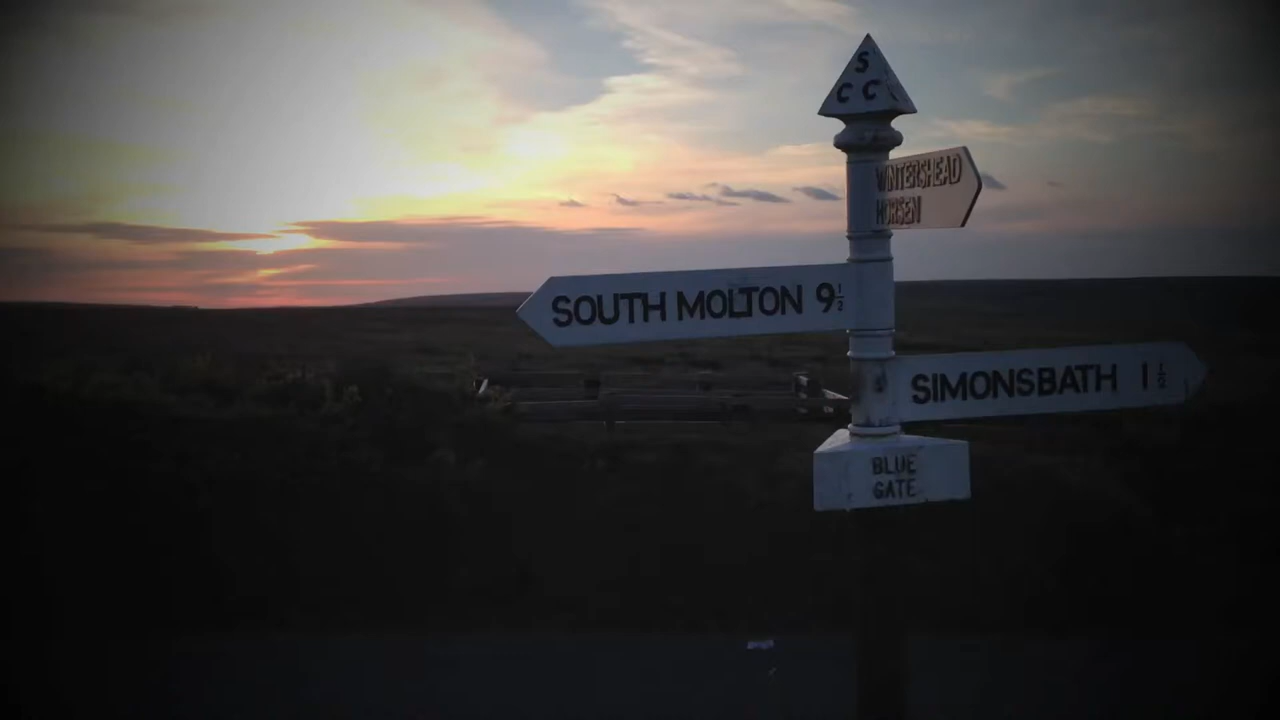 S
C C
WINTERSHEAD
HORSEN
SOUTH MOLTON 9½
SIMONSBATH 1½
BLUE
GATE